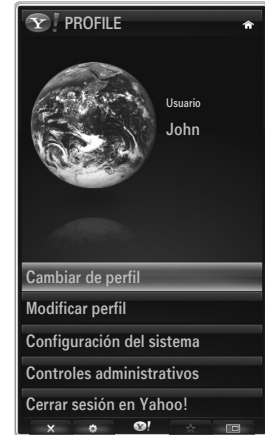 Y! PROFILE
Usuario
John
Cambiar de perfil
Modificar perfil
Configuración del sistema
Controles administrativos
Cerrar sesión en Yahoo!
Y!